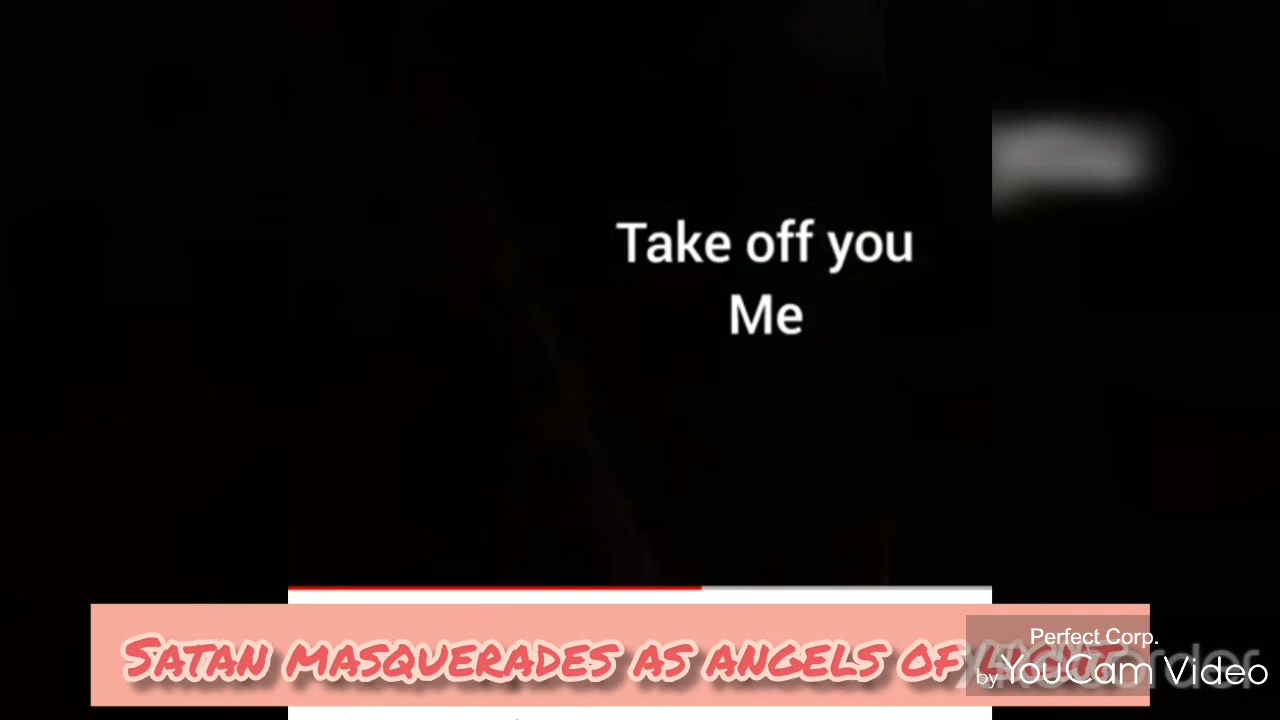 Take off you
Me
SATAN MASQUERADES AS ANGELS OF
Perfect Corp.
by YouCam Video